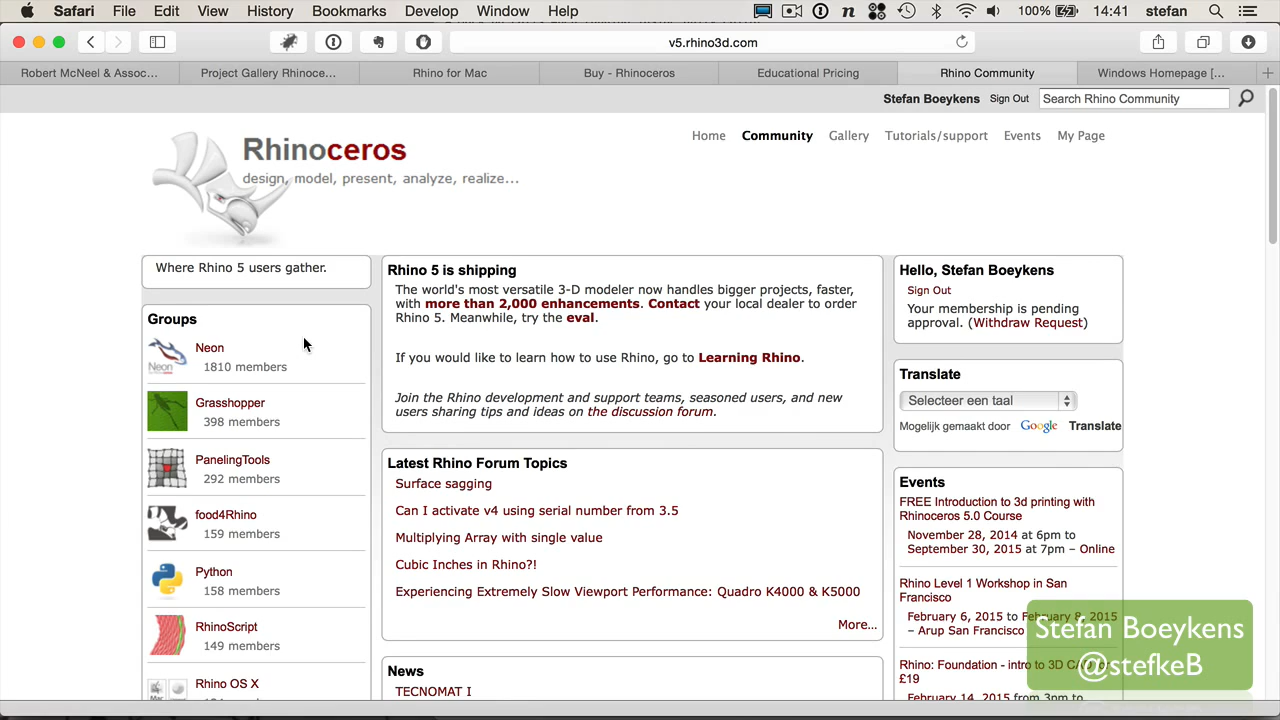 Safari File Edit View History Bookmarks Develop Window Help 100% 14:41 stefan
v5.rhino3d.com
Robert McNeel & Assoc... Project Gallery Rhinoce... Rhino for Mac Buy - Rhinoceros Educational Pricing Rhino Community Windows Homepage [...
Stefan Boeykens Sign Out Search Rhino Community
Home Community Gallery Tutorials/support Events My Page
Rhinoceros
design, model, present, analyze, realize...
Where Rhino 5 users gather.
Groups
Neon
1810 members
Grasshopper
398 members
PanelingTools
292 members
food4Rhino
159 members
Python
158 members
RhinoScript
149 members
Rhino OS X
Rhino 5 is shipping
The world's most versatile 3-D modeler now handles bigger projects, faster,
with more than 2,000 enhancements. Contact your local dealer to order
Rhino 5. Meanwhile, try the eval.
If you would like to learn how to use Rhino, go to Learning Rhino.
Join the Rhino development and support teams, seasoned users, and new
users sharing tips and ideas on the discussion forum.
Latest Rhino Forum Topics
Surface sagging
Can I activate v4 using serial number from 3.5
Multiplying Array with single value
Cubic Inches in Rhino?!
Experiencing Extremely Slow Viewport Performance: Quadro K4000 & K5000
More...
News
TECNOMAT I
Hello, Stefan Boeykens
Sign Out
Your membership is pending
approval. (Withdraw Request)
Translate
Selecteer een taal
Mogelijk gemaakt door Google Translate
Events
FREE Introduction to 3d printing with
Rhinoceros 5.0 Course
November 28, 2014 at 6pm to
September 30, 2015 at 7pm – Online
Rhino Level 1 Workshop in San
Francisco
February 6, 2015 to February 8, 2015
– Arup San Francisco
Rhino: Foundation - intro to 3D CAD for
£19
February 14, 2015 from 3pm to
Stefan Boeykens
@stefkeB